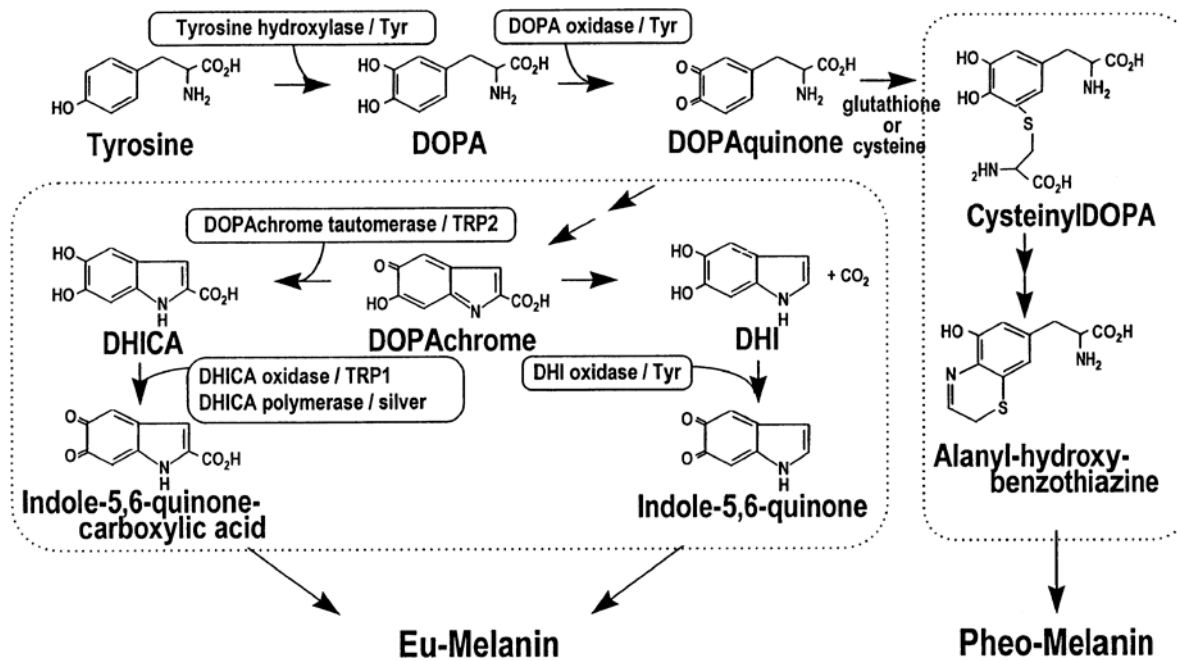 Tyrosine hydroxylase / Tyr
DOPA oxidase / Tyr
HO
CO₂H
NH₂
Tyrosine
HO
HO
CO₂H
NH₂
DOPA
O
O
CO₂H
NH₂
DOPAquinone
glutathione
or
cysteine
HO
HO
CO₂H
NH₂
S
₂HN
CO₂H
CysteinylDOPA
DOPAchrome tautomerase / TRP2
HO
HO
N
H
CO₂H
DHICA
O
HO
N
CO₂H
DOPAchrome
HO
HO
N
H
+ CO₂
DHI
DHICA oxidase / TRP1
DHICA polymerase / silver
DHI oxidase / Tyr
HO
CO₂H
NH₂
N
S
Alanyl-hydroxy-
benzothiazine
O
O
N
H
CO₂H
Indole-5,6-quinone-
carboxylic acid
O
O
N
H
Indole-5,6-quinone
Eu-Melanin
Pheo-Melanin